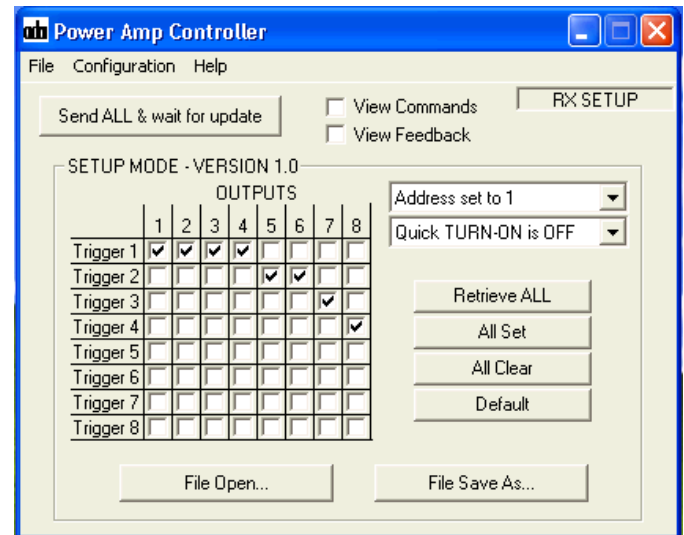 ada Power Amp Controller
File Configuration Help
Send ALL & wait for update
View Commands
View Feedback
RX SETUP
SETUP MODE - VERSION 1.0
OUTPUTS
1 2 3 4 5 6 7 8
Trigger 1
Trigger 2
Trigger 3
Trigger 4
Trigger 5
Trigger 6
Trigger 7
Trigger 8
Address set to 1
Quick TURN-ON is OFF
Retrieve ALL
All Set
All Clear
Default
File Open...
File Save As...